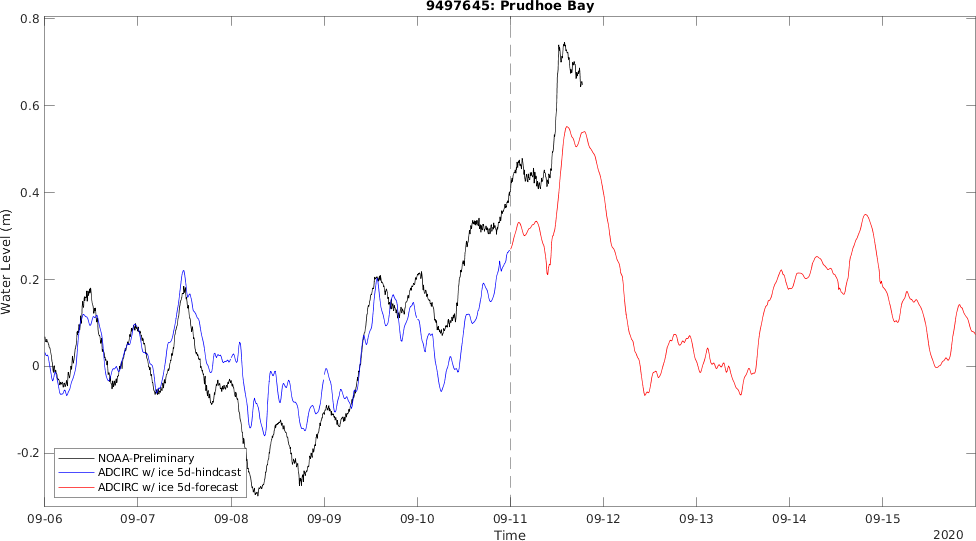 9497645: Prudhoe Bay
0.8
0.6
0.4
0.2
0
-0.2
Water Level (m)
NOAA-Preliminary
ADCIRC w/ ice 5d-hindcast
ADCIRC w/ ice 5d-forecast
09-06 09-07 09-08 09-09 09-10 09-11 09-12 09-13 09-14 09-15
Time
2020